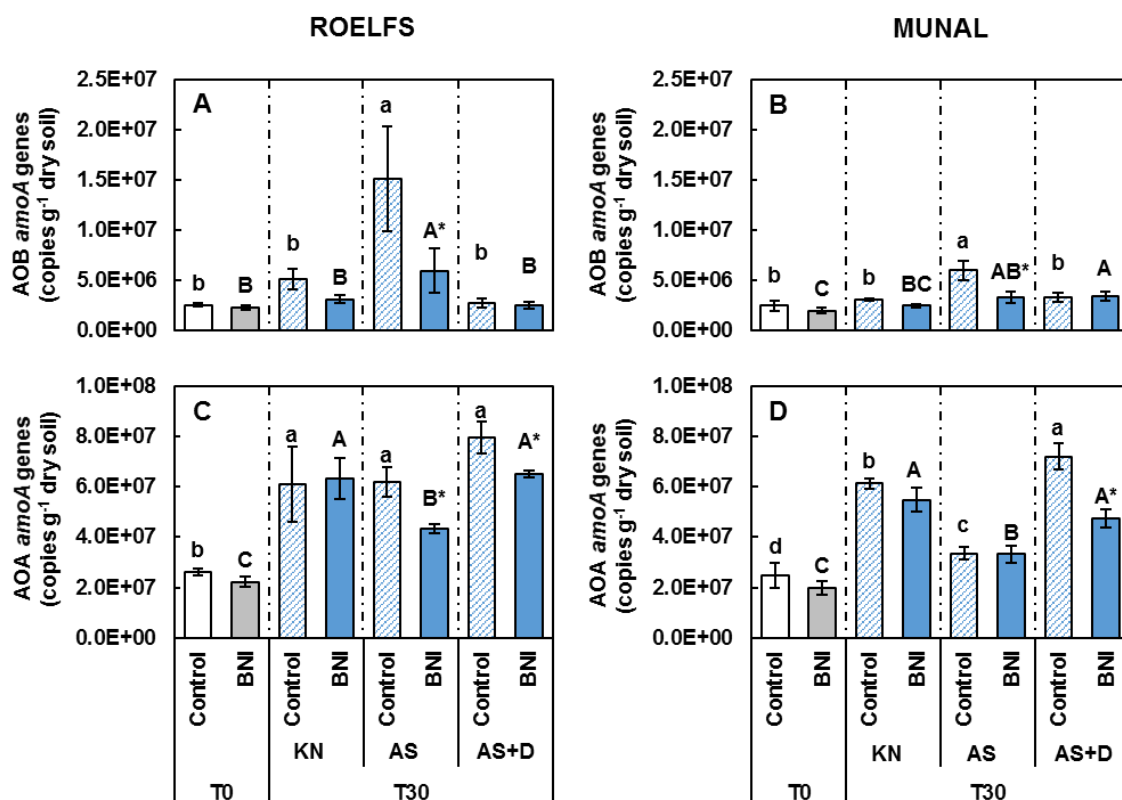 ROELFS
MUNAL
AOB amoA genes
(copies g-1 dry soil)
2.5E+07
2.0E+07
1.5E+07
1.0E+07
5.0E+06
0.0E+00
A
b
B
b
B
a
A*
b
B
AOB amoA genes
(copies g-1 dry soil)
2.5E+07
2.0E+07
1.5E+07
1.0E+07
5.0E+06
0.0E+00
B
b
C
b
BC
a
AB*
b
A
AOA amoA genes
(copies g-1 dry soil)
1.0E+08
8.0E+07
6.0E+07
4.0E+07
2.0E+07
0.0E+00
C
b
C
a
A
a
B*
a
A*
AOA amoA genes
(copies g-1 dry soil)
1.0E+08
8.0E+07
6.0E+07
4.0E+07
2.0E+07
0.0E+00
D
d
C
b
A
c
B
a
A*
Control
BNI
Control
BNI
Control
BNI
Control
BNI
KN
AS
AS+D
T0
T30
Control
BNI
Control
BNI
Control
BNI
Control
BNI
KN
AS
AS+D
T0
T30